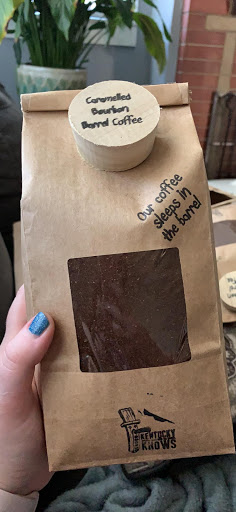 Caramelled
Bourbon
Barrel Coffee
Our coffee
sleeps in
the barrel
KENTUCKY
KNOWS